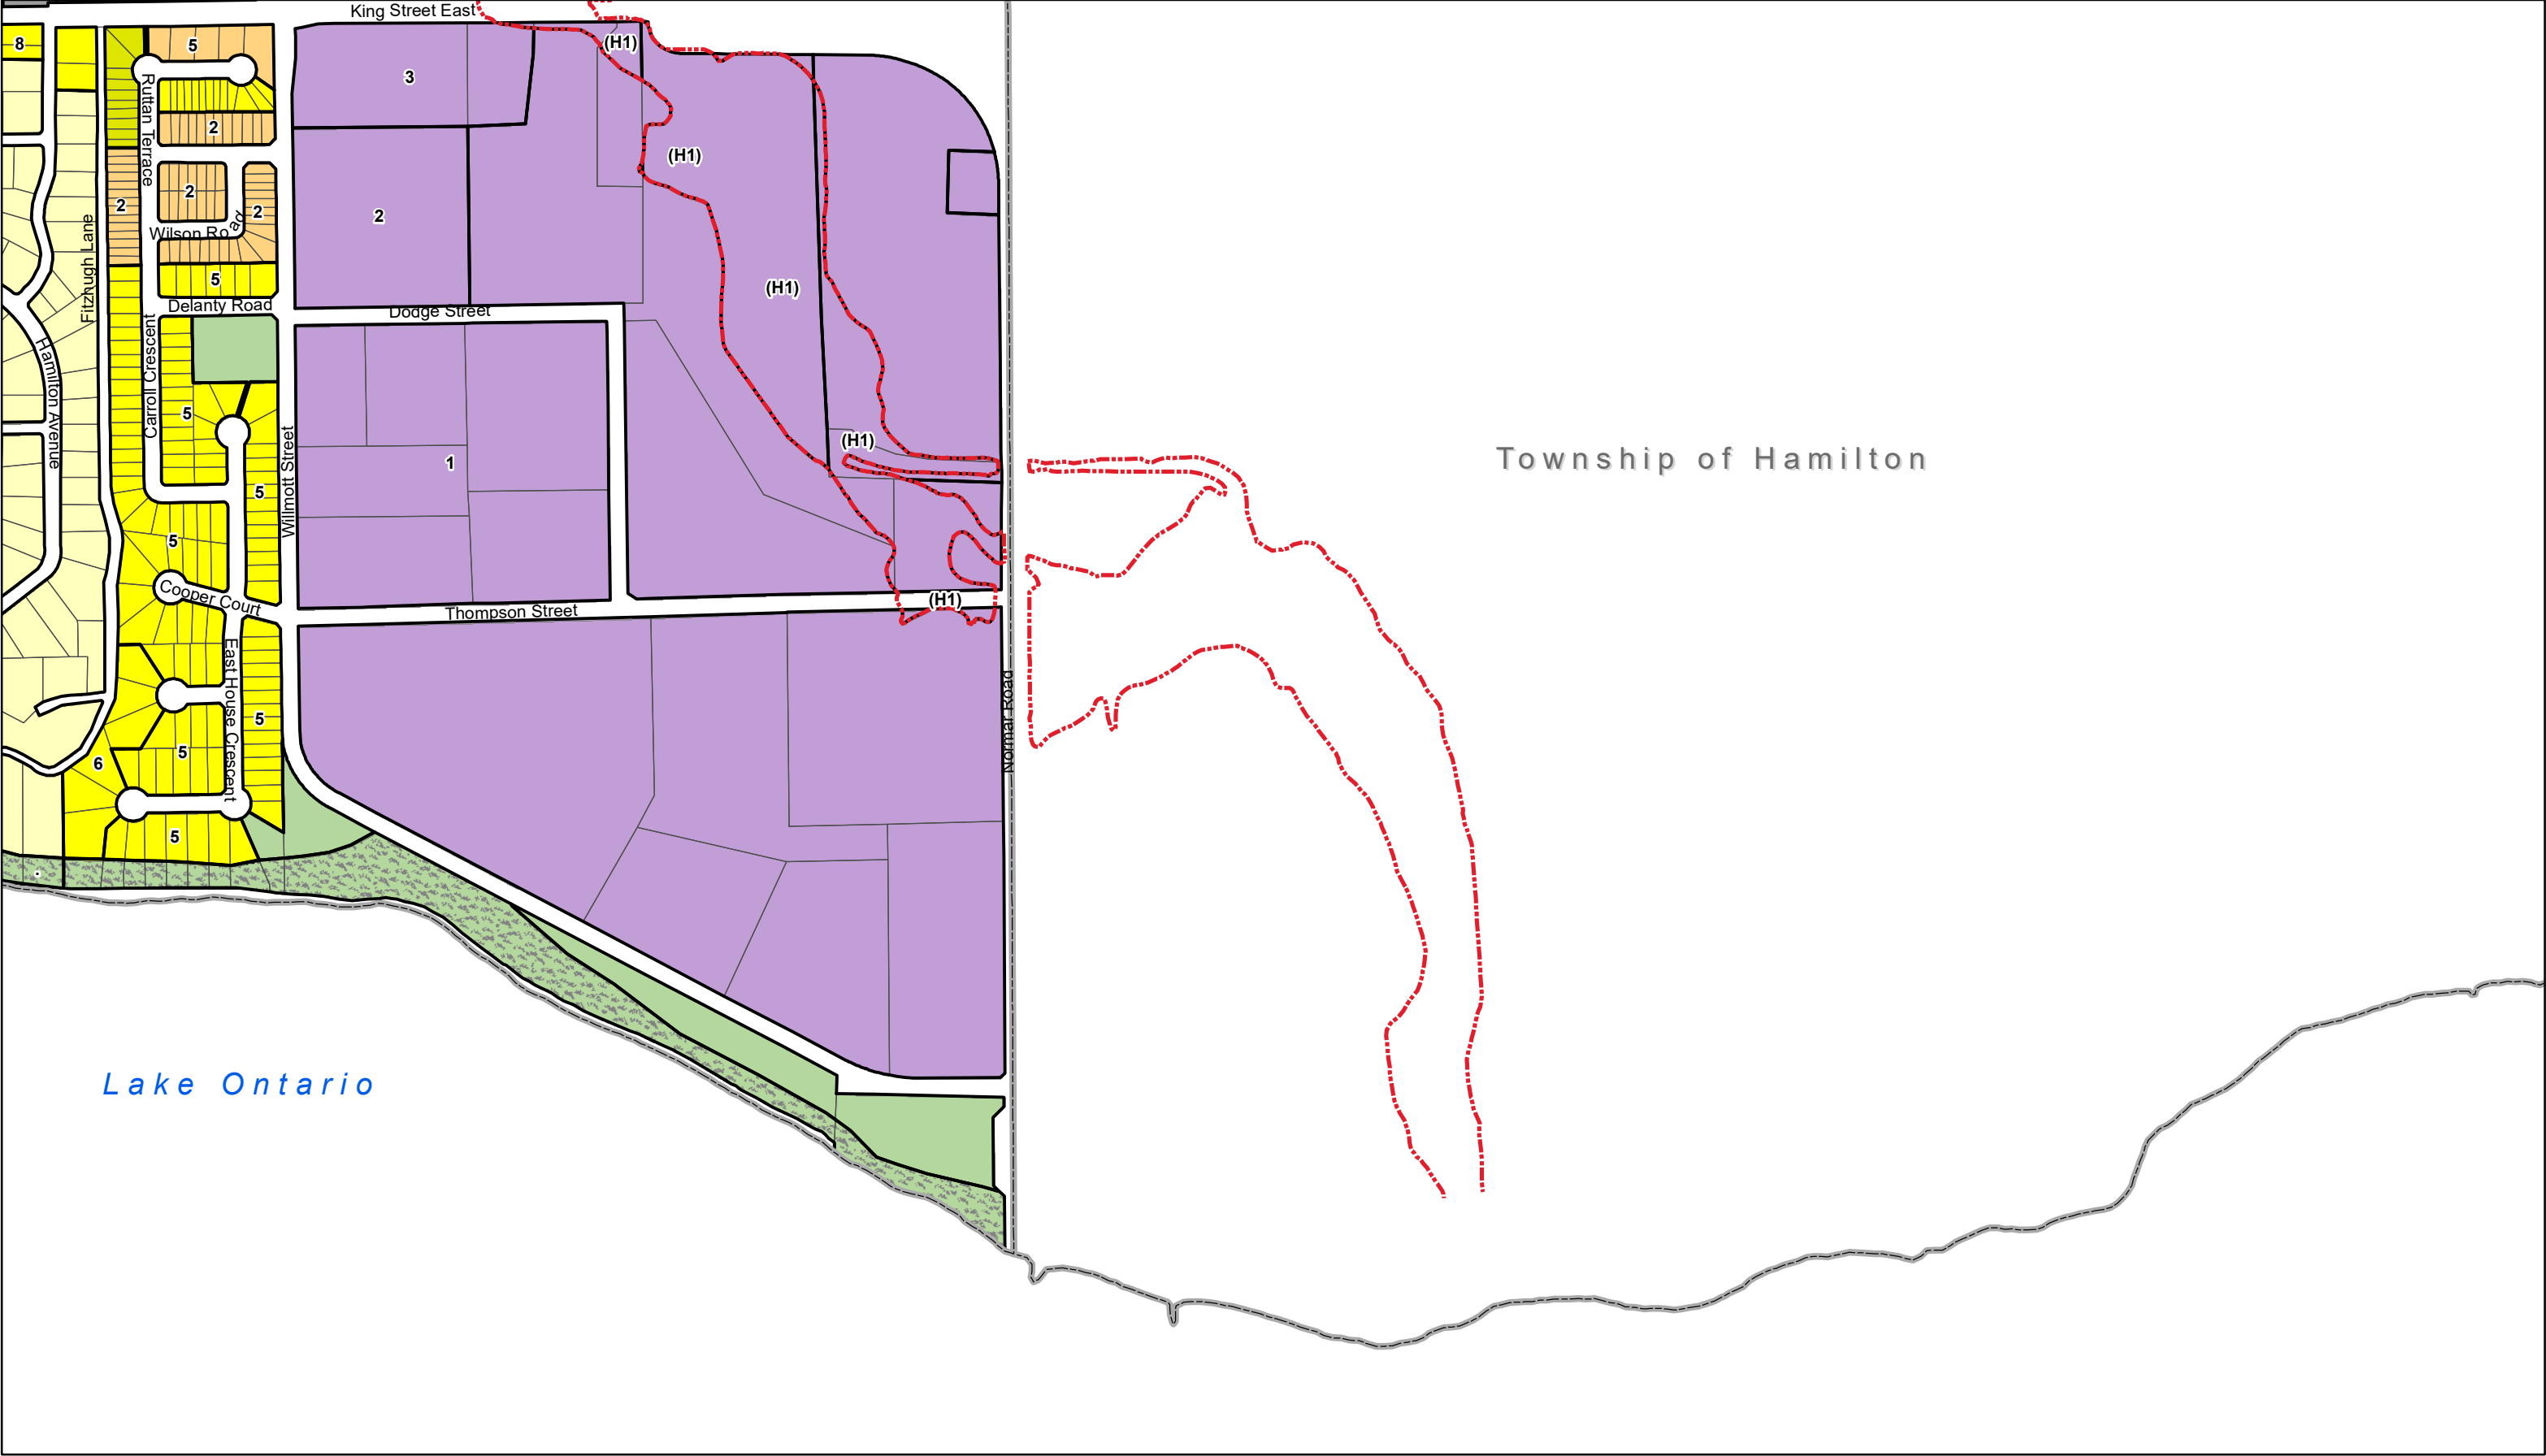 King Street East
(H1)
8
5
3
Ruttan Terrace
2
(H1)
2
2
2
2
Wilson Road
Fitzhugh Lane
5
(H1)
Delanty Road
Dodge Street
Hamilton Avenue
Carroll Crescent
5
(H1)
Township of Hamilton
1
Willmott Street
5
5
Cooper Court
(H1)
Thompson Street
East House Crescent
5
Normar Road
5
6
5
Lake Ontario